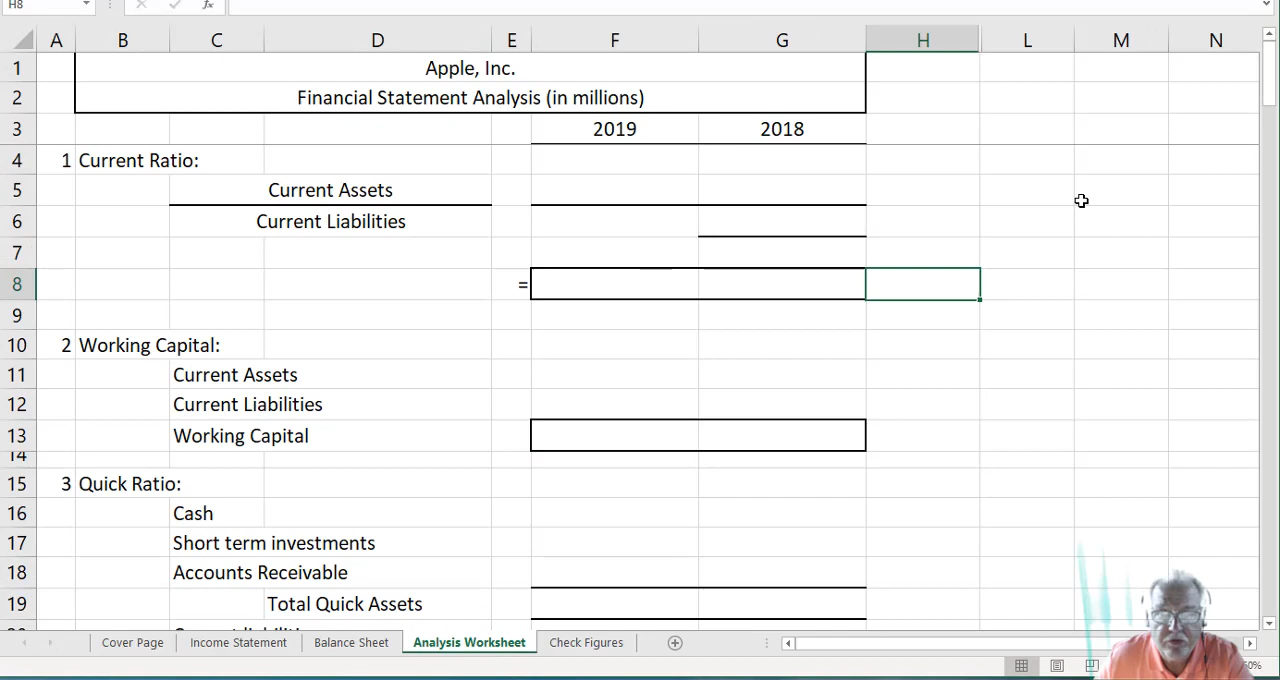 H8 fx
A B C D E F G H L M N
1 Apple, Inc.
2 Financial Statement Analysis (in millions)
3 2019 2018
4 1 Current Ratio:
5 Current Assets
6 Current Liabilities
7
8 =
9
10 2 Working Capital:
11 Current Assets
12 Current Liabilities
13 Working Capital
14
15 3 Quick Ratio:
16 Cash
17 Short term investments
18 Accounts Receivable
19 Total Quick Assets
Cover Page Income Statement Balance Sheet Analysis Worksheet Check Figures